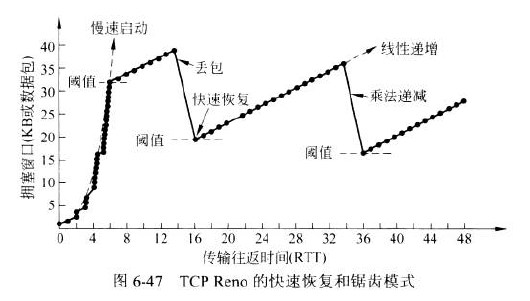 慢速启动
40
35
30
25
20
15
10
5
拥塞窗口(KB或数据包)
阈值
丢包
快速恢复
阈值
线性递增
乘法递减
阈值
0 4 8 12 16 20 24 28 32 36 40 44 48
传输往返时间(RTT)
图 6-47 TCP Reno 的快速恢复和锯齿模式